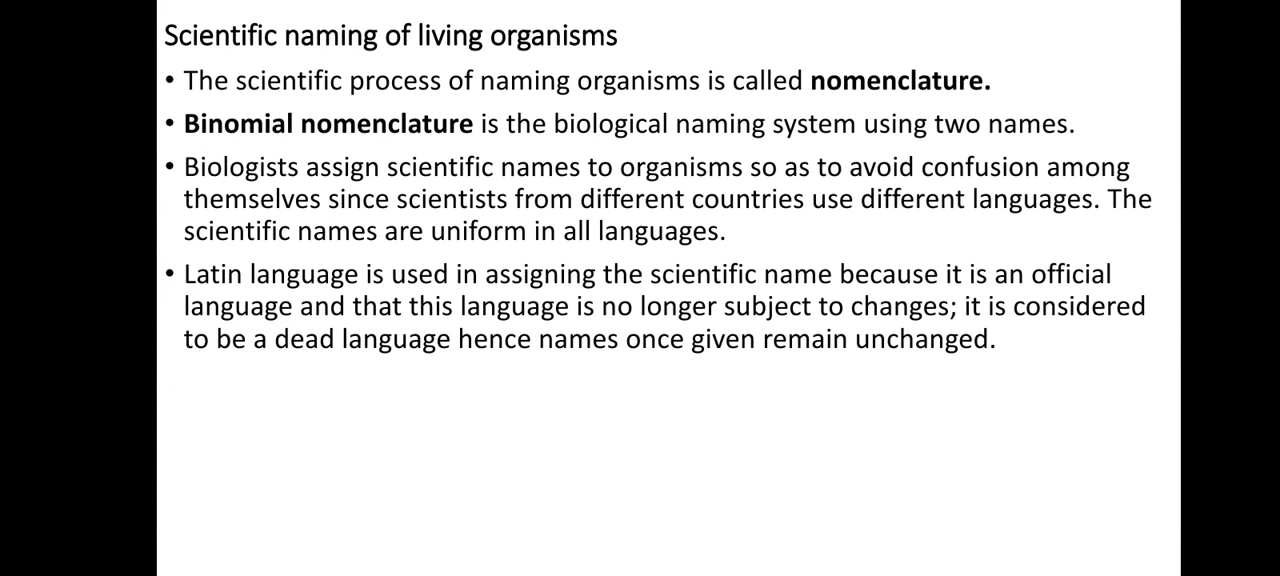 Scientific naming of living organisms
• The scientific process of naming organisms is called nomenclature.
• Binomial nomenclature is the biological naming system using two names.
• Biologists assign scientific names to organisms so as to avoid confusion among
themselves since scientists from different countries use different languages. The
scientific names are uniform in all languages.
• Latin language is used in assigning the scientific name because it is an official
language and that this language is no longer subject to changes; it is considered
to be a dead language hence names once given remain unchanged.